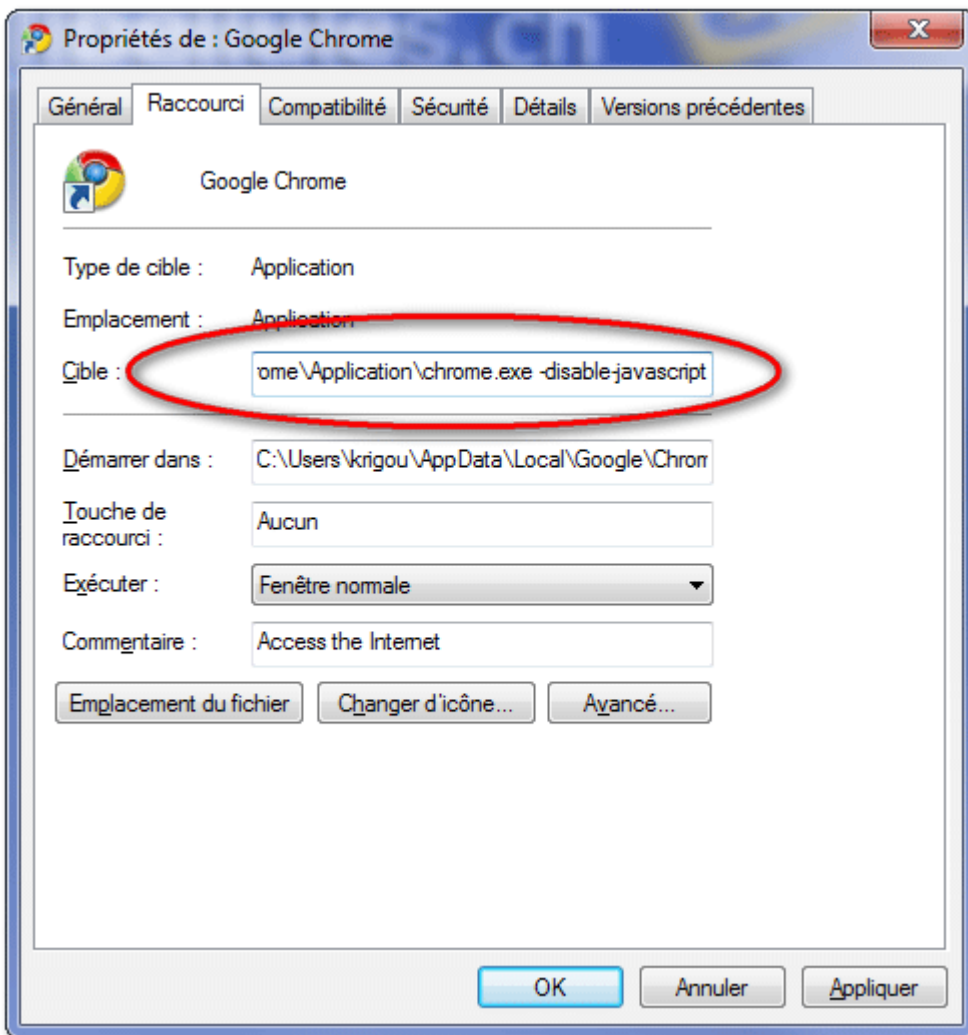 Propriétés de : Google Chrome
Général Raccourci Compatibilité Sécurité Détails Versions précédentes
Google Chrome
Type de cible : Application
Emplacement : Application
Cible : ome\Application\chrome.exe -disable-javascript
Démarrer dans : C:\Users\krigou\AppData\Local\Google\Chrom
Touche de
raccourci : Aucun
Exécuter : Fenêtre normale
Commentaire : Access the Internet
Emplacement du fichier Changer d'icône... Avancé...
OK Annuler Appliquer